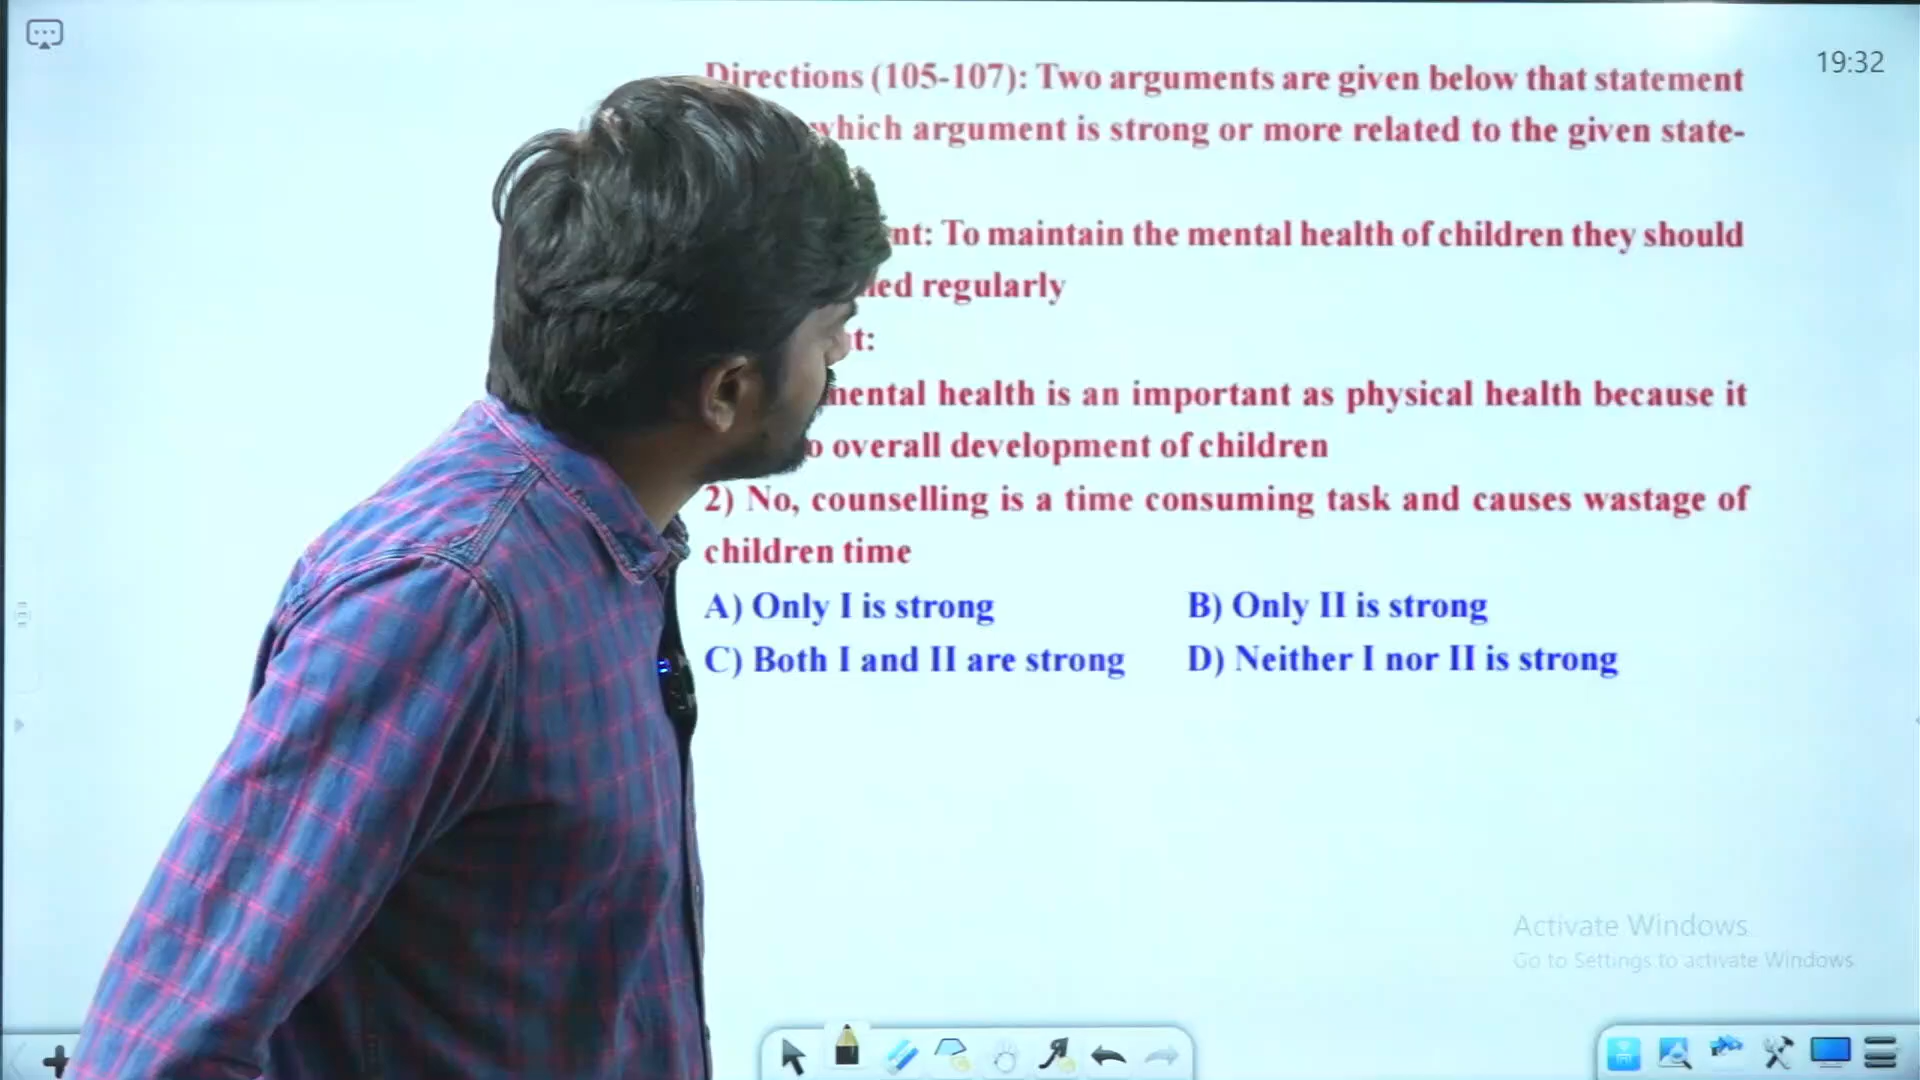 19:32
Directions (105-107): Two arguments are given below that statement
which argument is strong or more related to the given state-
nt: To maintain the mental health of children they should
led regularly
t:
mental health is an important as physical health because it
o overall development of children
2) No, counselling is a time consuming task and causes wastage of
children time
A) Only I is strong
B) Only II is strong
C) Both I and II are strong
D) Neither I nor II is strong
Activate Windows
Go to Settings to activate Windows